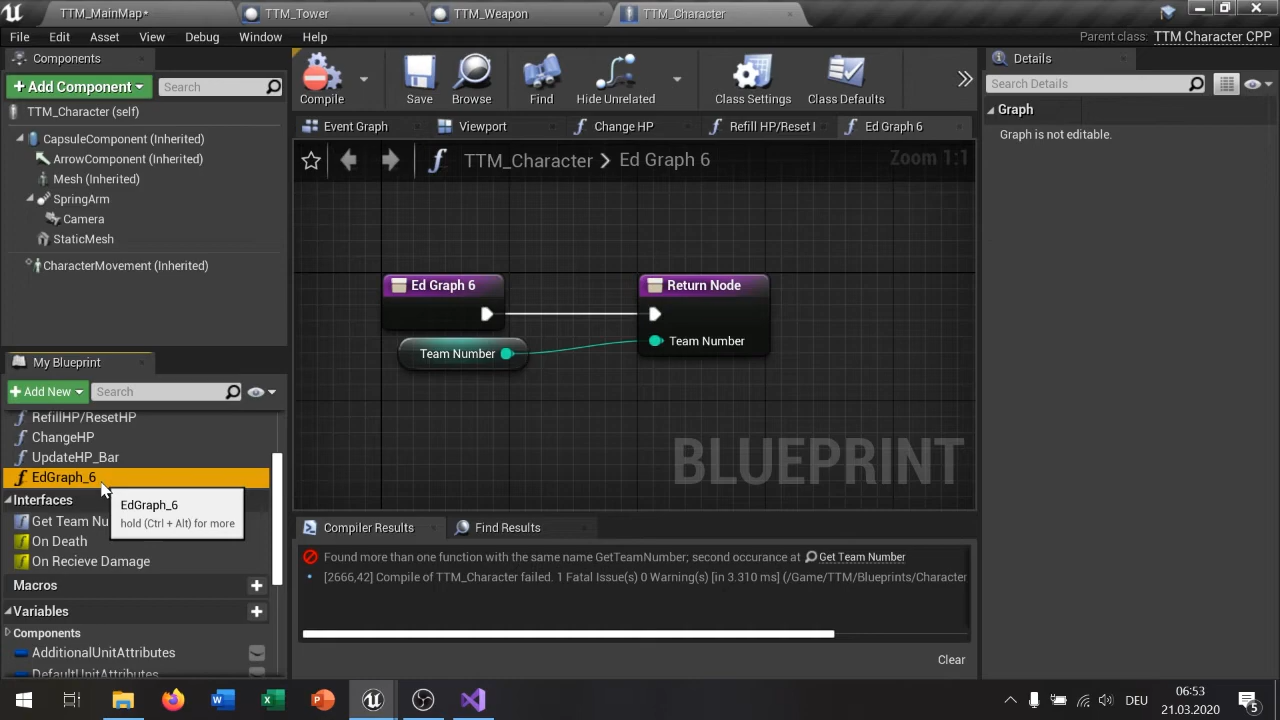 TTM_MainMap*
TTM_Tower
TTM_Weapon
TTM_Character
File
Edit
Asset
View
Debug
Window
Help
Parent class: TTM Character CPP
Components
+ Add Component
Search
TTM_Character (self)
CapsuleComponent (Inherited)
ArrowComponent (Inherited)
Mesh (Inherited)
SpringArm
Camera
StaticMesh
CharacterMovement (Inherited)
Compile
Save
Browse
Find
Hide Unrelated
Class Settings
Class Defaults
Event Graph
Viewport
Change HP
Refill HP/Reset I
Ed Graph 6
TTM_Character > Ed Graph 6
Zoom 1:1
Ed Graph 6
Team Number
Return Node
Team Number
BLUEPRINT
Details
Search Details
Graph
Graph is not editable.
My Blueprint
+ Add New
Search
RefillHP/ResetHP
ChangeHP
UpdateHP_Bar
EdGraph_6
EdGraph_6
hold (Ctrl + Alt) for more
Interfaces
Get Team Nu
On Death
On Recieve Damage
Macros
Variables
Components
AdditionalUnitAttributes
DefaultUnitAttributes
Compiler Results
Find Results
Found more than one function with the same name GetTeamNumber; second occurance at Get Team Number
[2666,42] Compile of TTM_Character failed. 1 Fatal Issue(s) 0 Warning(s) [in 3.310 ms] (/Game/TTM/Blueprints/Character
Clear
DEU
06:53
21.03.2020
5